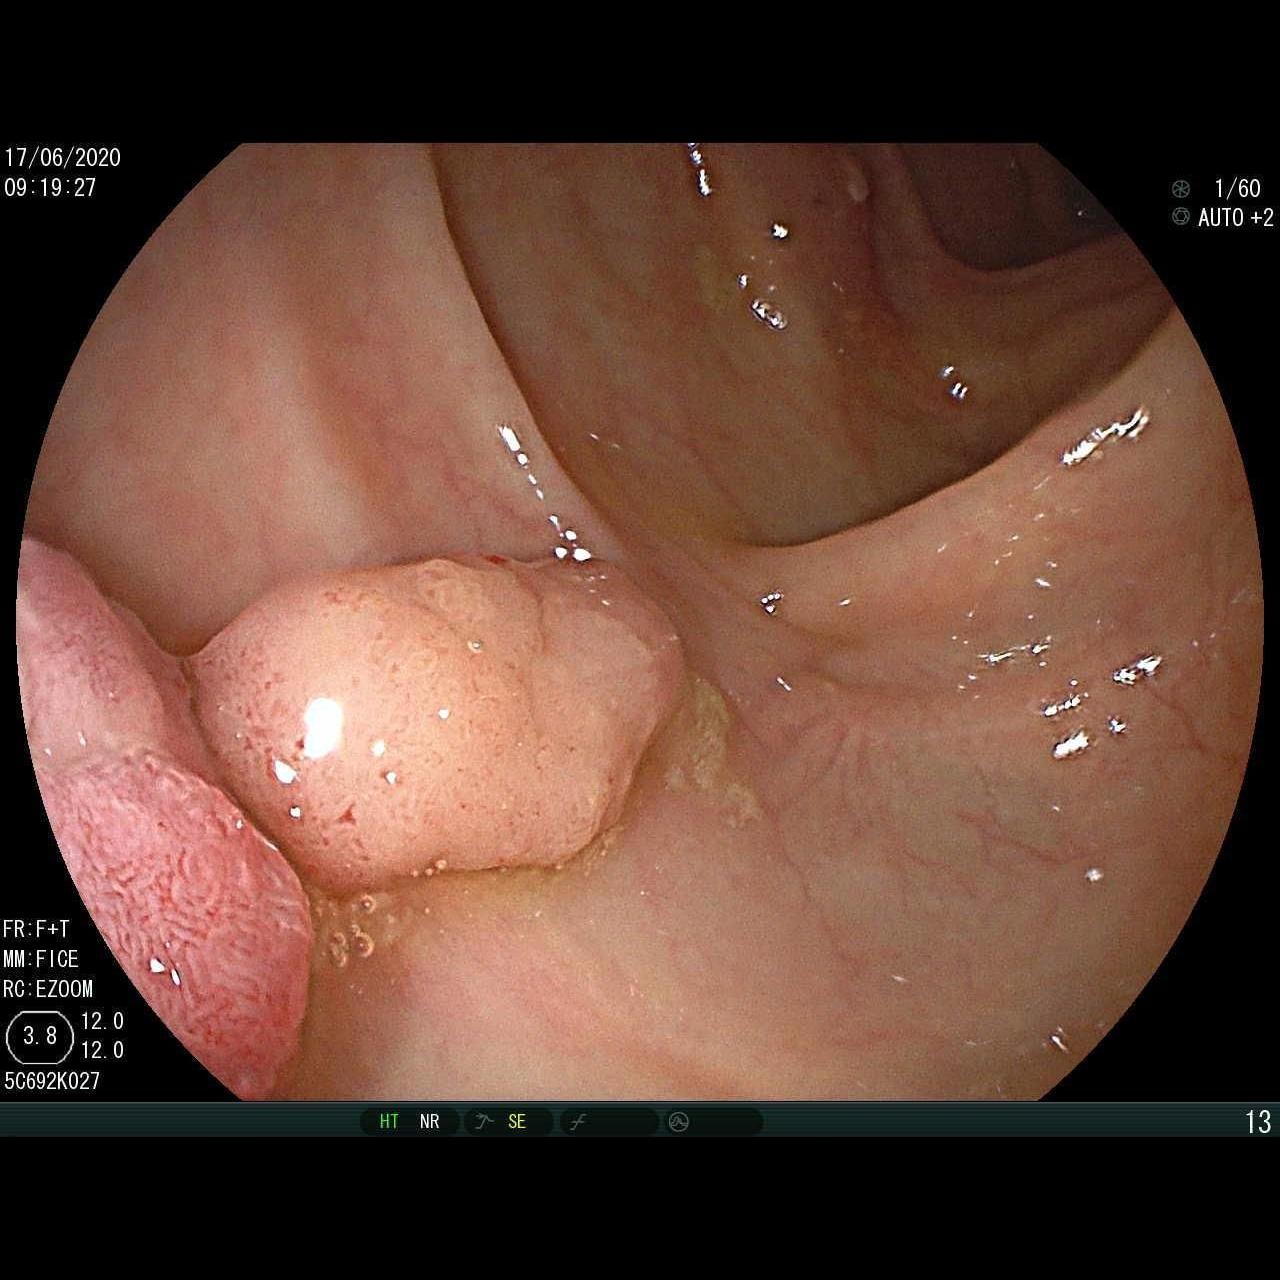 17/06/2020
09:19:27
1/60
AUTO +2
FR:F+T
MM:FICE
RC:EZOOM
3.8
12.0
12.0
5C692K027
HT NR SE
13